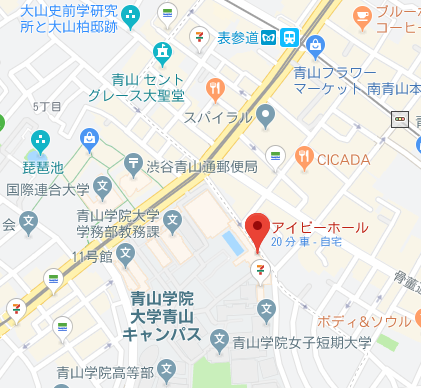 大山史前学研究
所と大山柏邸跡
表参道
ブルー
コーヒー
青山 セント
グレース大聖堂
青山フラワー
マーケット 南青山本
5丁目
スパイラル
琵琶池
渋谷青山通郵便局
CICADA
国際連合大学
青山学院大学
学務部教務課
会
アイビーホール
20 分 車 - 自宅
11号館
骨董通
青山学院
大学青山
キャンパス
ボディ&ソウル
青山学院女子短期大学
青山学院高等部